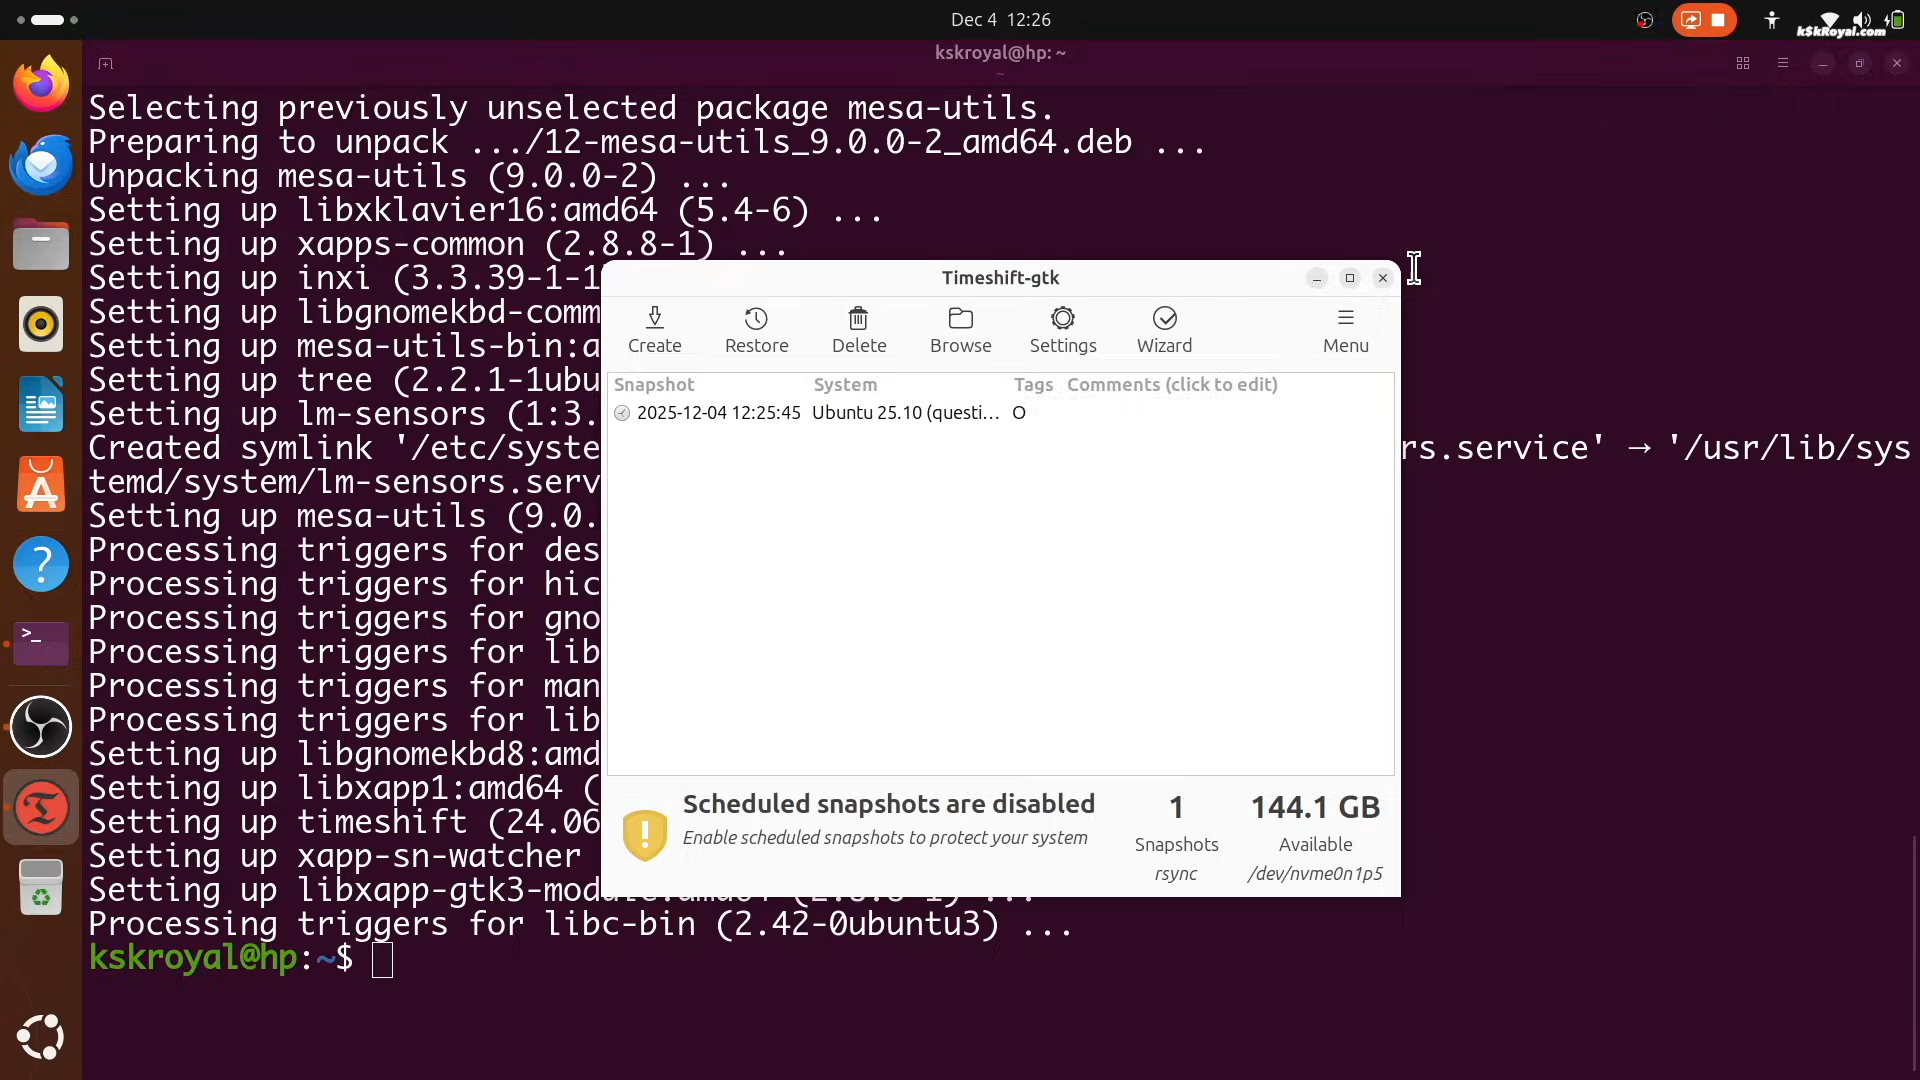 Dec 4 12:26
kskRoyal.com
kskroyal@hp: ~
~
Selecting previously unselected package mesa-utils.
Preparing to unpack .../12-mesa-utils_9.0.0-2_amd64.deb ...
Unpacking mesa-utils (9.0.0-2) ...
Setting up libxklavier16:amd64 (5.4-6) ...
Setting up xapps-common (2.8.8-1) ...
Setting up inxi (3.3.39-1-1
Setting up libgnomekbd-comm
Setting up mesa-utils-bin:a
Setting up tree (2.2.1-1ubu
Setting up lm-sensors (1:3.
Created symlink '/etc/syste rs.service' → '/usr/lib/sys
temd/system/lm-sensors.serv
Setting up mesa-utils (9.0.
Processing triggers for des
Processing triggers for hic
Processing triggers for gno
Processing triggers for lib
Processing triggers for man
Processing triggers for lib
Setting up libgnomekbd8:amd
Setting up libxapp1:amd64 (
Setting up timeshift (24.06
Setting up xapp-sn-watcher
Setting up libxapp-gtk3-mod
Processing triggers for libc-bin (2.42-0ubuntu3) ...
kskroyal@hp:~$
Timeshift-gtk
Create Restore Delete Browse Settings Wizard Menu
Snapshot System Tags Comments (click to edit)
2025-12-04 12:25:45 Ubuntu 25.10 (questi... O
Scheduled snapshots are disabled 1 144.1 GB
Enable scheduled snapshots to protect your system
Snapshots Available
rsync /dev/nvme0n1p5